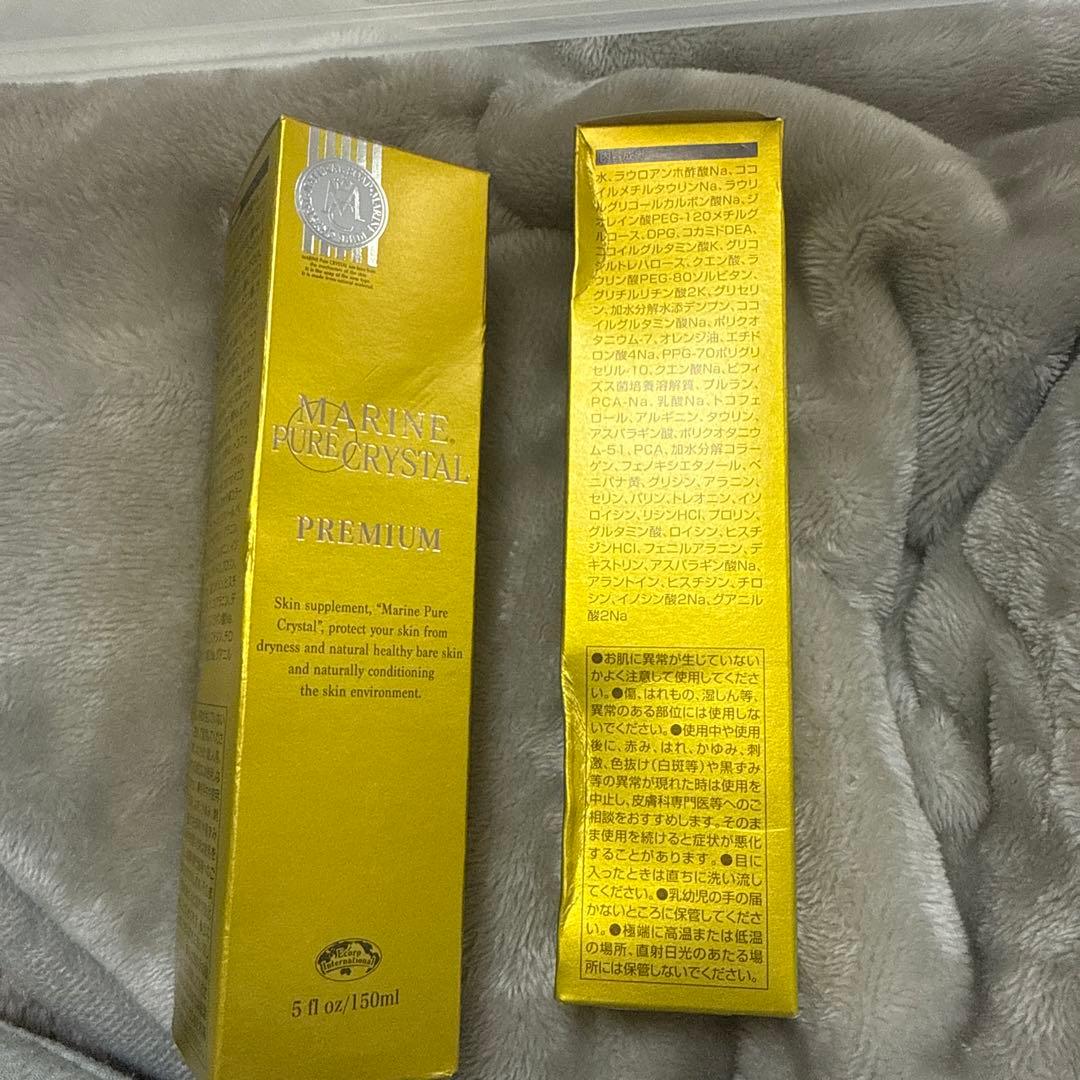 MARINE Pure CRYSTAL
MARINE
PURE CRYSTAL
PREMIUM
Skin supplement, "Marine Pure
Crystal", protect your skin from
dryness and natural healthy bare skin
and naturally conditioning
the skin environment.
Ecorp
International
5 fl oz/150ml
内容成分
水、ラウロアンホ酢酸Na、ココ
イルメチルタウリンNa、ラウリ
ルグリコールカルボン酸Na、ジ
オレイン酸PEG-120メチルグ
ルコース、DPG、コカミドDEA、
ココイルグルタミン酸K、グリコ
シルトレハロース、クエン酸、ラ
ウリン酸PEG-80ソルビタン、
グリチルリチン酸2K、グリセリ
ン、加水分解水添デンプン、ココ
イルグルタミン酸Na、ポリクオ
タニウム-7、オレンジ油、エチド
ロン酸4Na、PPG-70ポリグリ
セリル-10、クエン酸Na、ビフィ
ズス菌培養溶解質、プルラン、
PCA-Na、乳酸Na、トコフェ
ロール、アルギニン、タウリン、
アスパラギン酸、ポリクオタニウ
ム-51、PCA、加水分解コラー
ゲン、フェノキシエタノール、ベ
ニバナ黄、グリシン、アラニン、
セリン、バリン、トレオニン、イソ
ロイシン、リシンHCl、プロリン、
グルタミン酸、ロイシン、ヒスチ
ジンHCl、フェニルアラニン、デ
キストリン、アスパラギン酸Na、
アラントイン、ヒスチジン、チロ
シン、イノシン酸2Na、グアニル
酸2Na
●お肌に異常が生じていない
かよく注意して使用してくださ
い。●傷、はれもの、湿しん等、
異常のある部位には使用しな
いでください。●使用中や使用
後に、赤み、はれ、かゆみ、刺
激、色抜け(白斑等)や黒ずみ
等の異常が現れた時は使用を
中止し、皮膚科専門医等へのご
相談をおすすめします。そのま
ま使用を続けると症状が悪化
することがあります。●目に
入ったときは直ちに洗い流し
てください。●乳幼児の手の届
かないところに保管してくださ
い。●極端に高温または低温
の場所、直射日光のあたる場
所には保管しないでください。